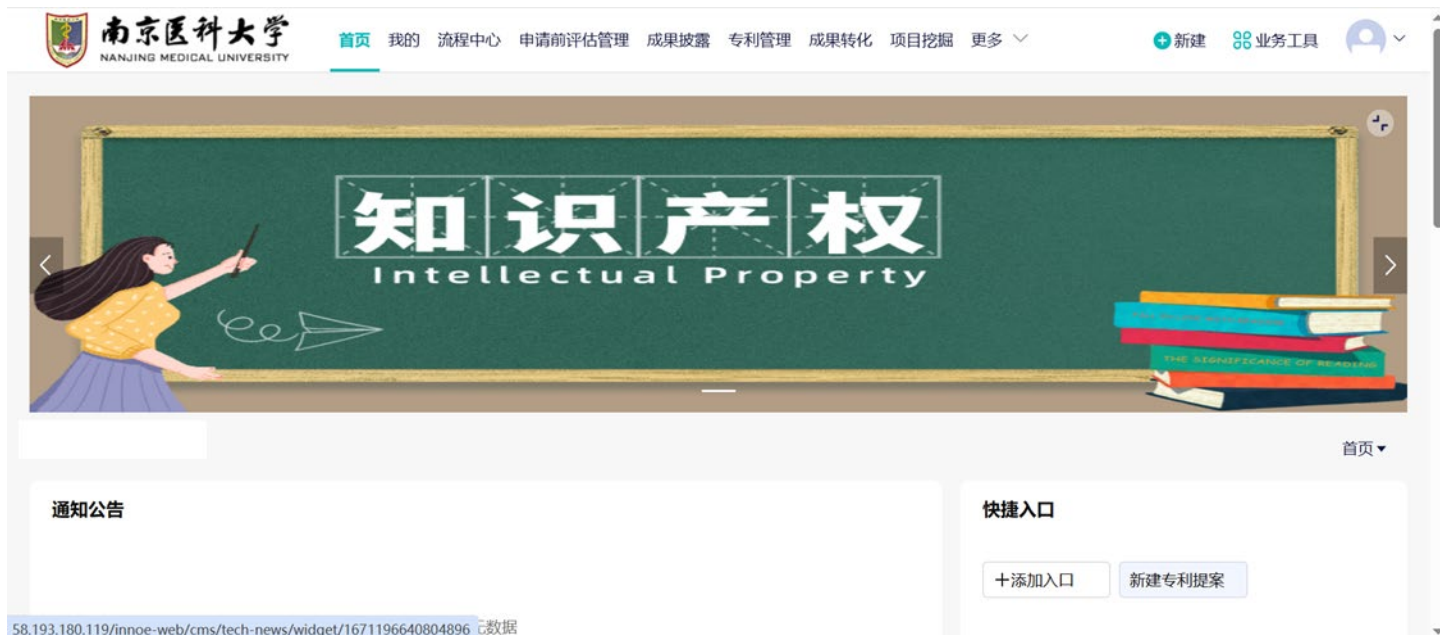 南京医科大学
NANJING MEDICAL UNIVERSITY
首页 我的 流程中心 申请前评估管理 成果披露 专利管理 成果转化 项目挖掘 更多
新建 业务工具
知识产权
Intellectual Property
THE SIGNIFICANCE OF READING
首页
通知公告
快捷入口
+添加入口 新建专利提案
58.193.180.119/innoe-web/cms/tech-news/widget/1671196640804896 数据